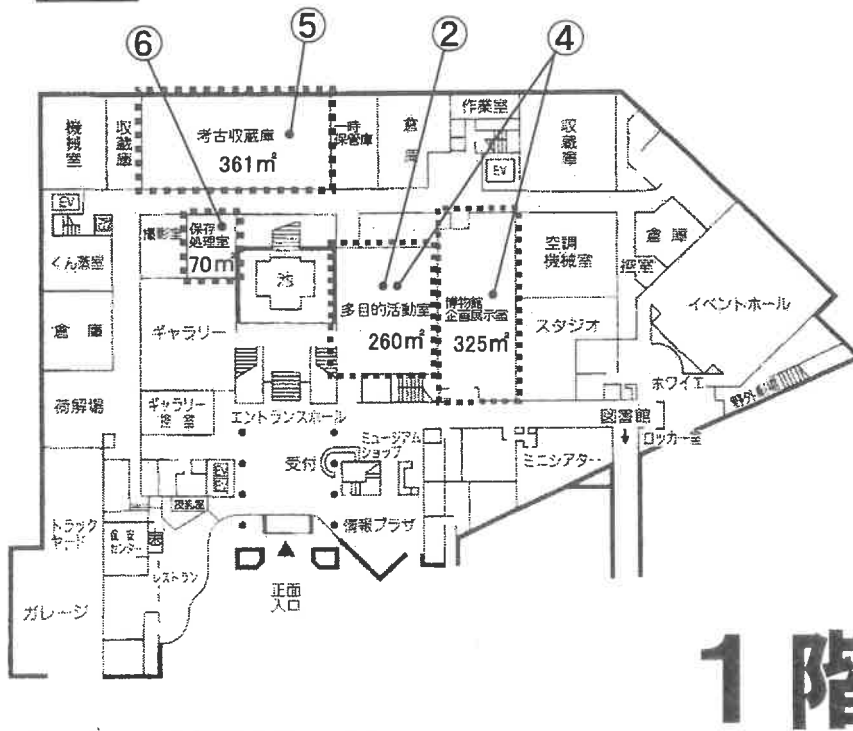 ⑥
⑤
②
④
機械室
収蔵庫
考古収蔵庫
361㎡
一時
保管庫
倉庫
作業室
収蔵庫
EV
EV
撮影室
保存
処理室
70㎡
池
くん蒸室
倉庫
荷解場
ギャラリー
ギャラリー
控室
多目的活動室
260㎡
博物館
企画展示室
325㎡
空調
機械室
スタジオ
倉庫
控室
イベントホール
ホワイエ
図書館
ロッカー室
ミニシアター
エントランスホール
受付
ミュージアム
ショップ
情報プラザ
EV
EV
授乳室
トラック
ヤード
保安
センター
レストラン
ガレージ
正面
入口
1階